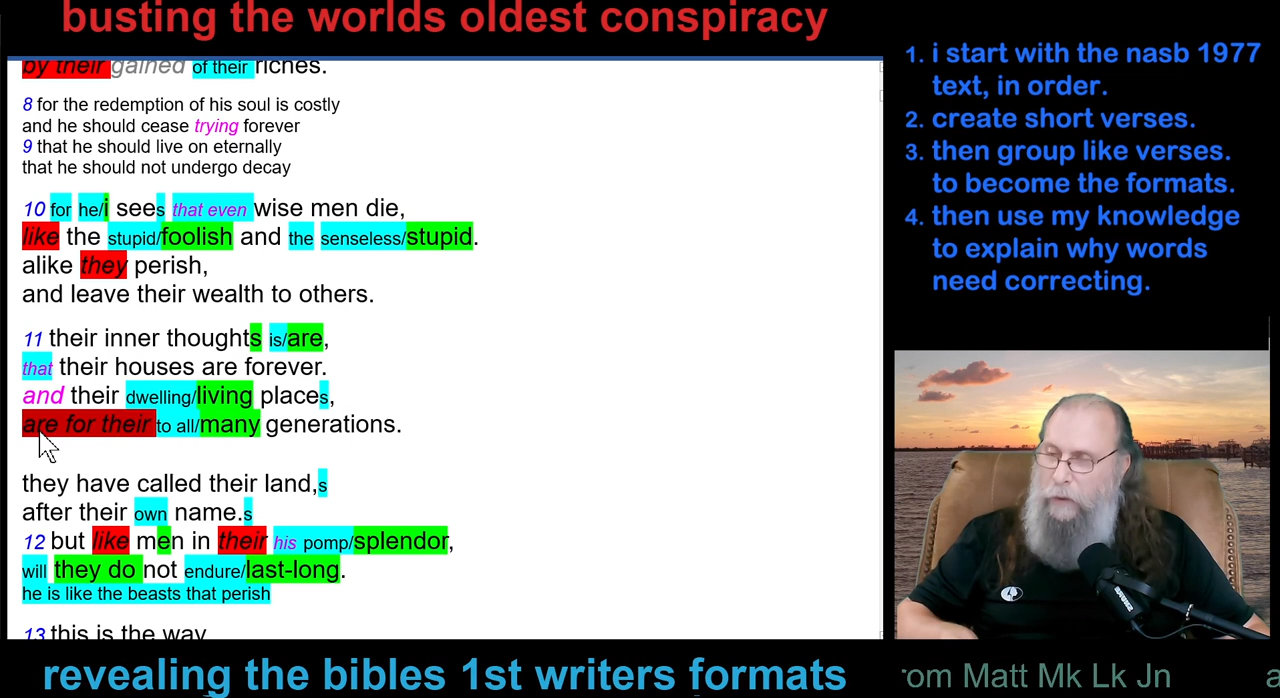 busting the worlds oldest conspiracy
by their gained of their riches.
8 for the redemption of his soul is costly
and he should cease trying forever
9 that he should live on eternally
that he should not undergo decay
10 for he/i sees that even wise men die,
like the stupid/foolish and the senseless/stupid.
alike they perish,
and leave their wealth to others.
11 their inner thoughts is/are,
that their houses are forever.
and their dwelling/living places,
are for their to all/many generations.
they have called their land,s
after their own name.s
12 but like men in their his pomp/splendor,
will they do not endure/last-long.
he is like the beasts that perish
13 this is the way
revealing the bibles 1st writers formats
1. i start with the nasb 1977
text, in order.
2. create short verses.
3. then group like verses.
to become the formats.
4. then use my knowledge
to explain why words
need correcting.
rom Matt Mk Lk Jn a